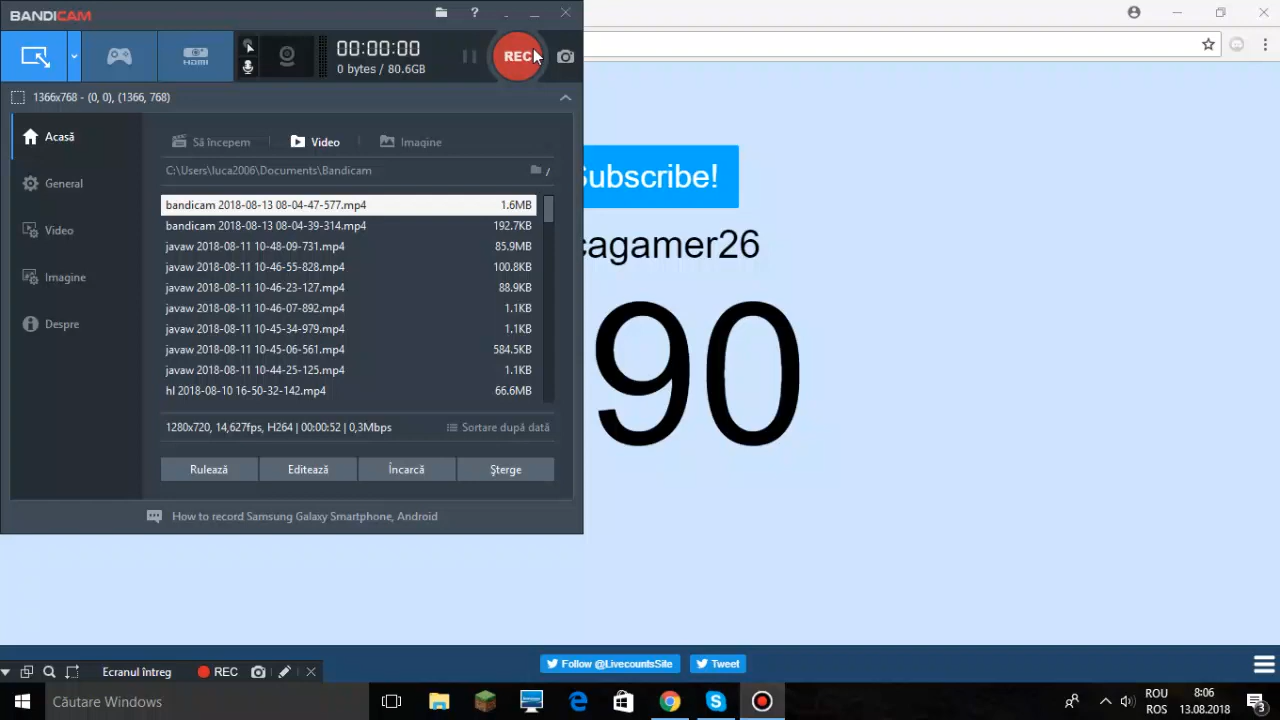 BANDICAM
?
HDMI
00:00:00
0 bytes / 80.6GB
REC
1366x768 - (0, 0), (1366, 768)
Acasă
General
Video
Imagine
Despre
Să începem
Video
Imagine
C:\Users\luca2006\Documents\Bandicam
/
bandicam 2018-08-13 08-04-47-577.mp4 1.6MB
bandicam 2018-08-13 08-04-39-314.mp4 192.7KB
javaw 2018-08-11 10-48-09-731.mp4 85.9MB
javaw 2018-08-11 10-46-55-828.mp4 100.8KB
javaw 2018-08-11 10-46-23-127.mp4 88.9KB
javaw 2018-08-11 10-46-07-892.mp4 1.1KB
javaw 2018-08-11 10-45-34-979.mp4 1.1KB
javaw 2018-08-11 10-45-06-561.mp4 584.5KB
javaw 2018-08-11 10-44-25-125.mp4 1.1KB
hl 2018-08-10 16-50-32-142.mp4 66.6MB
1280x720, 14,627fps, H264 | 00:00:52 | 0,3Mbps
Sortare după dată
Rulează Editează Încarcă Șterge
How to record Samsung Galaxy Smartphone, Android
ubscribe!
cagamer26
90
Ecranul întreg
REC
Follow @LivecountsSite
Tweet
Căutare Windows
ROU 8:06
ROS 13.08.2018
3